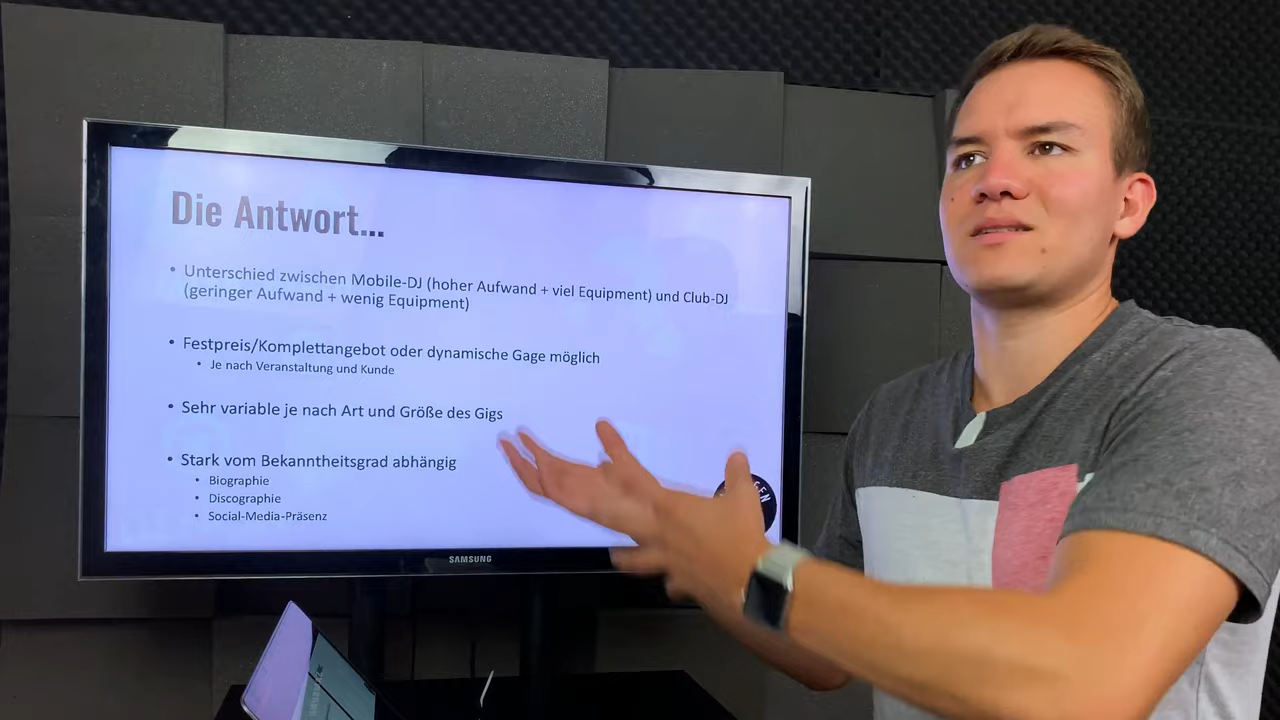 Die Antwort...
• Unterschied zwischen Mobile-DJ (hoher Aufwand + viel Equipment) und Club-DJ
(geringer Aufwand + wenig Equipment)
• Festpreis/Komplettangebot oder dynamische Gage möglich
• Je nach Veranstaltung und Kunde
• Sehr variable je nach Art und Größe des Gigs
• Stark vom Bekanntheitsgrad abhängig
• Biographie
• Discographie
• Social-Media-Präsenz
SAMSUNG